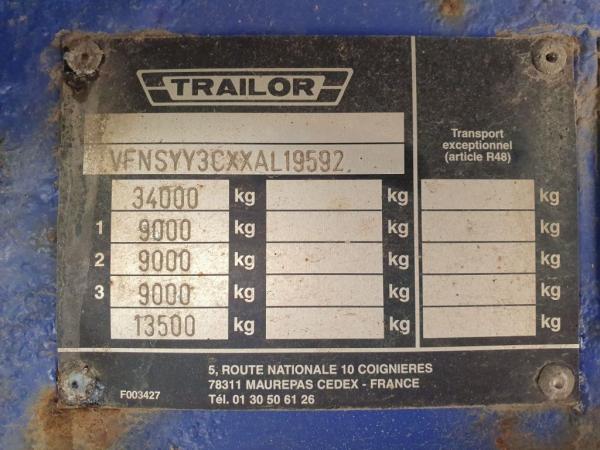 TRAILOR
VFNSYY3CXXAL19592
Transport
exceptionnel
(article R48)
34000 kg kg kg
1 9000 kg kg kg
2 9000 kg kg kg
3 9000 kg kg kg
13500 kg kg kg
5, ROUTE NATIONALE 10 COIGNIERES
78311 MAUREPAS CEDEX - FRANCE
F003427 Tél. 01 30 50 61 26